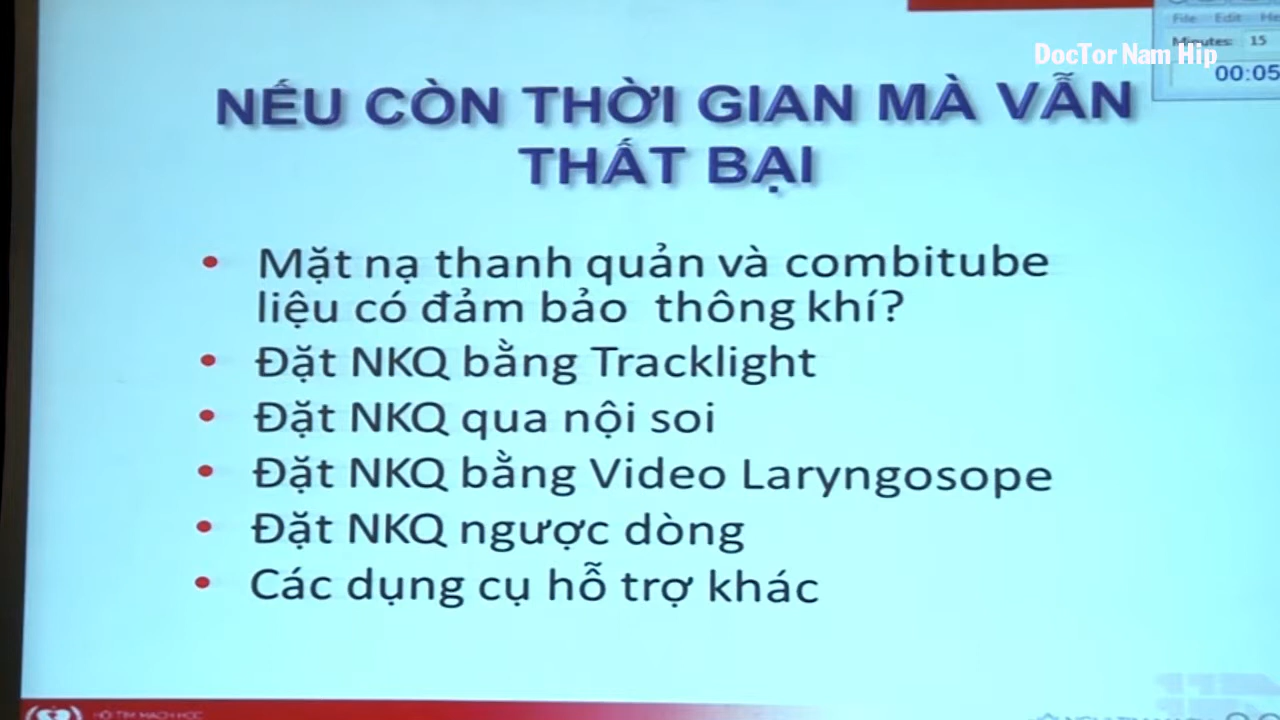 File Edit
Minutes: 15
DocTor Nam Hip
00:05
NẾU CÒN THỜI GIAN MÀ VẪN
THẤT BẠI
• Mặt nạ thanh quản và combitube
liệu có đảm bảo thông khí?
• Đặt NKQ bằng Tracklight
• Đặt NKQ qua nội soi
• Đặt NKQ bằng Video Laryngosope
• Đặt NKQ ngược dòng
• Các dụng cụ hỗ trợ khác